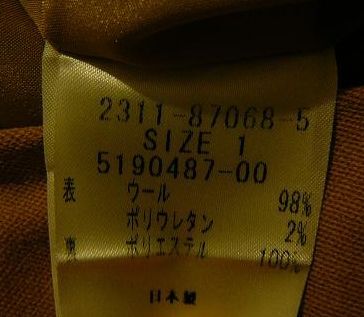 2311-87068-5
SIZE 1
5190487-00
表 ウール 98%
ポリウレタン 2%
裏 ポリエステル 100%
日本製